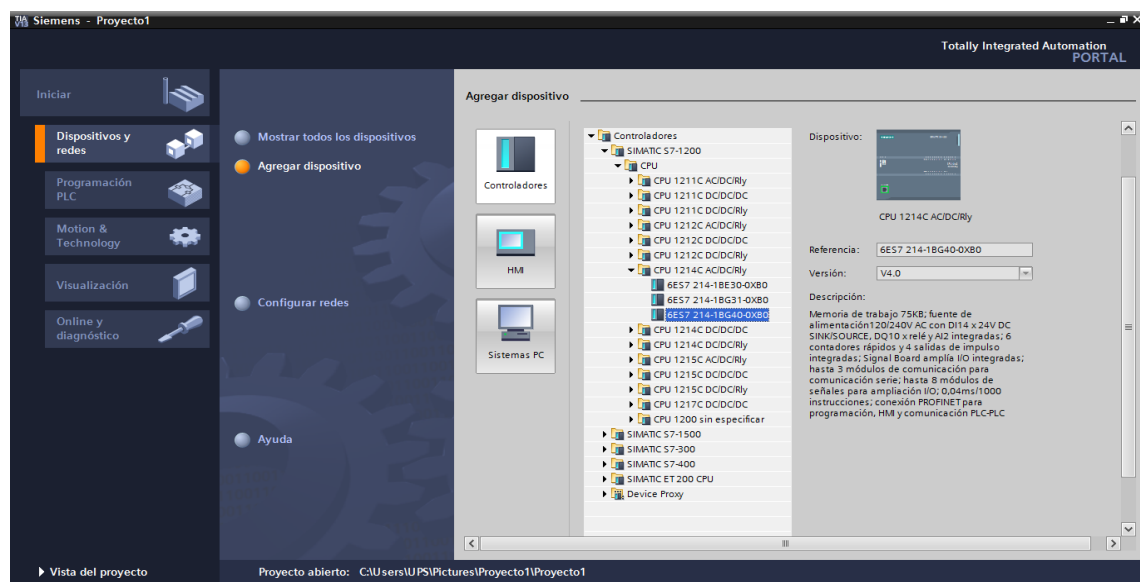 Siemens - Proyecto1
Totally Integrated Automation
PORTAL
Iniciar
Dispositivos y
redes
Programación
PLC
Motion &
Technology
Visualización
Online y
diagnóstico
Mostrar todos los dispositivos
Agregar dispositivo
Configurar redes
Ayuda
Agregar dispositivo
Controladores
HMI
Sistemas PC
Controladores
SIMATIC S7-1200
CPU
CPU 1211C AC/DC/Rly
CPU 1211C DC/DC/DC
CPU 1211C DC/DC/Rly
CPU 1212C AC/DC/Rly
CPU 1212C DC/DC/DC
CPU 1212C DC/DC/Rly
CPU 1214C AC/DC/Rly
6ES7 214-1BE30-0XB0
6ES7 214-1BG31-0XB0
6ES7 214-1BG40-0XB0
CPU 1214C DC/DC/DC
CPU 1214C DC/DC/Rly
CPU 1215C AC/DC/Rly
CPU 1215C DC/DC/DC
CPU 1215C DC/DC/Rly
CPU 1217C DC/DC/DC
CPU 1200 sin especificar
SIMATIC S7-1500
SIMATIC S7-300
SIMATIC S7-400
SIMATIC ET 200 CPU
Device Proxy
Dispositivo:
CPU 1214C AC/DC/Rly
Referencia: 6ES7 214-1BG40-0XB0
Versión: V4.0
Descripción:
Memoria de trabajo 75KB; fuente de
alimentación120/240V AC con DI14 x 24V DC
SINK/SOURCE, DQ10 x relé y AI2 integradas; 6
contadores rápidos y 4 salidas de impulso
integradas; Signal Board amplía I/O integradas;
hasta 3 módulos de comunicación para
comunicación serie; hasta 8 módulos de
señales para ampliación I/O; 0,04ms/1000
instrucciones; conexión PROFINET para
programación, HMI y comunicación PLC-PLC
Vista del proyecto
Proyecto abierto: C:\Users\UPS\Pictures\Proyecto1\Proyecto1